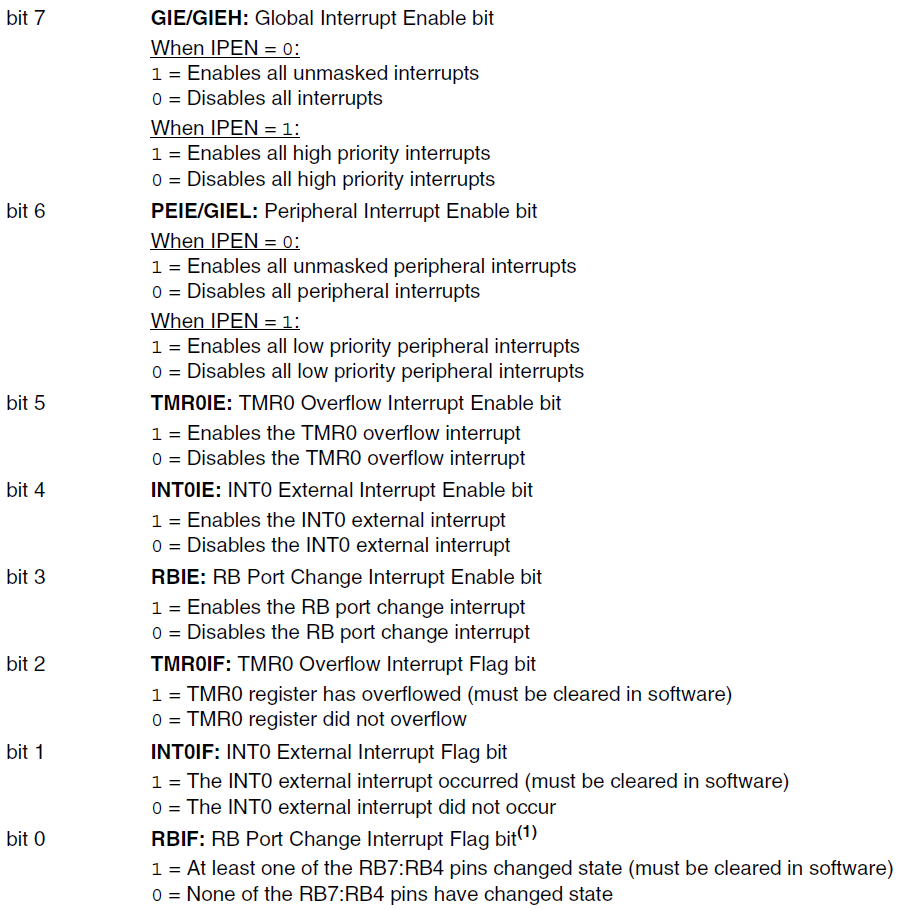 bit 7 GIE/GIEH: Global Interrupt Enable bit
When IPEN = 0:
1 = Enables all unmasked interrupts
0 = Disables all interrupts
When IPEN = 1:
1 = Enables all high priority interrupts
0 = Disables all high priority interrupts
bit 6 PEIE/GIEL: Peripheral Interrupt Enable bit
When IPEN = 0:
1 = Enables all unmasked peripheral interrupts
0 = Disables all peripheral interrupts
When IPEN = 1:
1 = Enables all low priority peripheral interrupts
0 = Disables all low priority peripheral interrupts
bit 5 TMR0IE: TMR0 Overflow Interrupt Enable bit
1 = Enables the TMR0 overflow interrupt
0 = Disables the TMR0 overflow interrupt
bit 4 INT0IE: INT0 External Interrupt Enable bit
1 = Enables the INT0 external interrupt
0 = Disables the INT0 external interrupt
bit 3 RBIE: RB Port Change Interrupt Enable bit
1 = Enables the RB port change interrupt
0 = Disables the RB port change interrupt
bit 2 TMR0IF: TMR0 Overflow Interrupt Flag bit
1 = TMR0 register has overflowed (must be cleared in software)
0 = TMR0 register did not overflow
bit 1 INT0IF: INT0 External Interrupt Flag bit
1 = The INT0 external interrupt occurred (must be cleared in software)
0 = The INT0 external interrupt did not occur
bit 0 RBIF: RB Port Change Interrupt Flag bit(1)
1 = At least one of the RB7:RB4 pins changed state (must be cleared in software)
0 = None of the RB7:RB4 pins have changed state